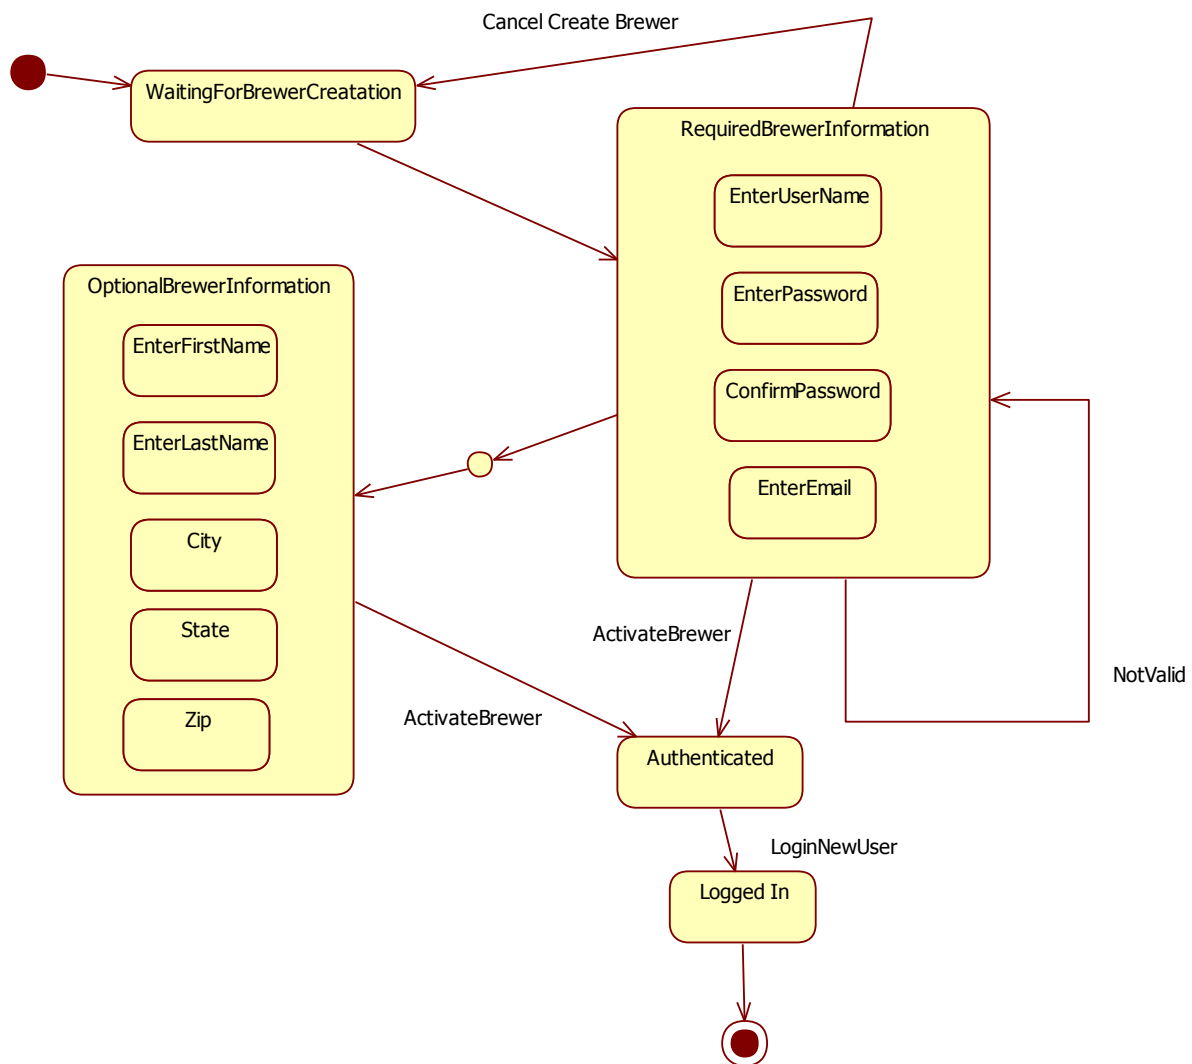 Cancel Create Brewer
WaitingForBrewerCreatation
RequiredBrewerInformation
EnterUserName
EnterPassword
ConfirmPassword
EnterEmail
OptionalBrewerInformation
EnterFirstName
EnterLastName
City
State
Zip
ActivateBrewer
ActivateBrewer
NotValid
Authenticated
LoginNewUser
Logged In